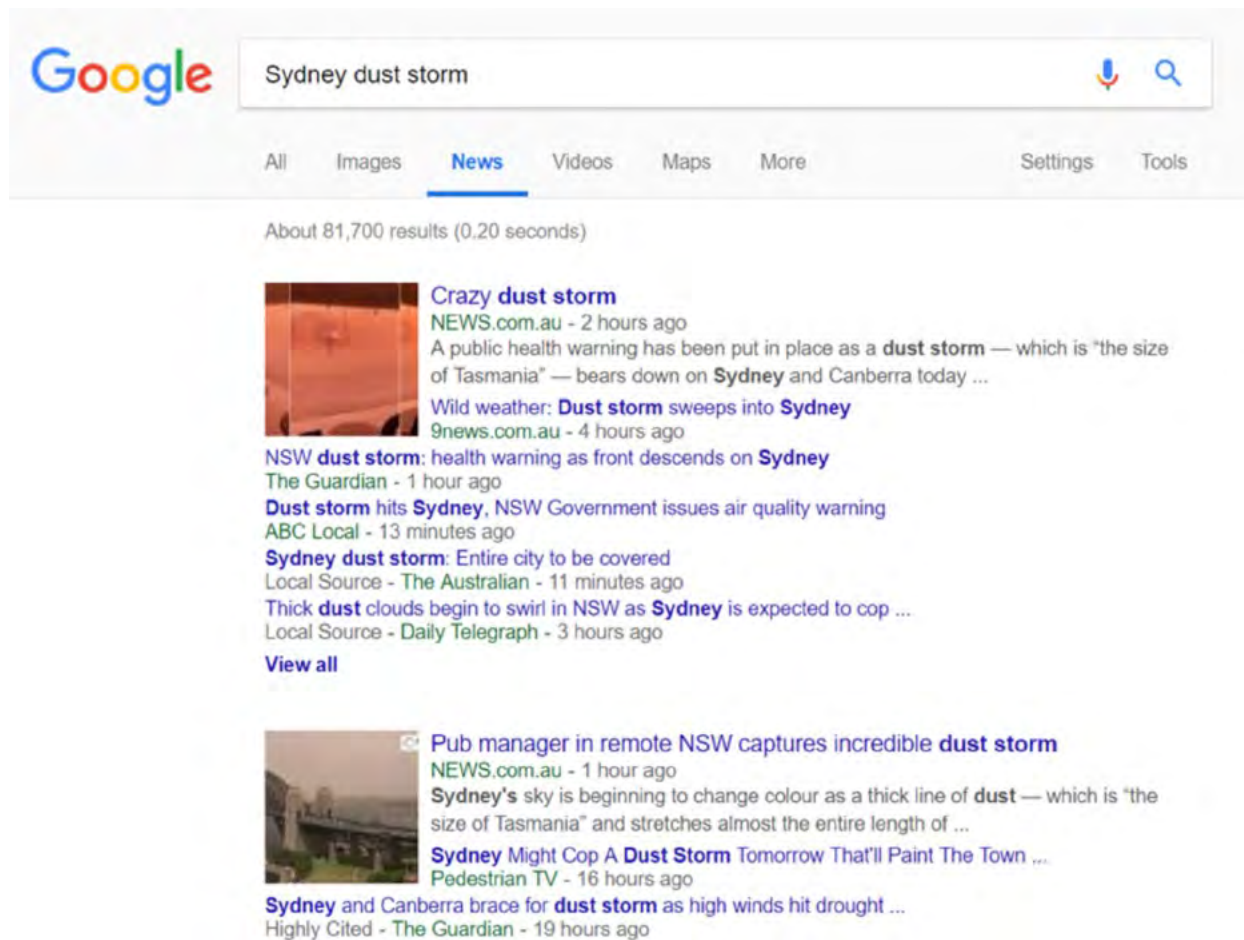 Google
Sydney dust storm
All Images News Videos Maps More Settings Tools
About 81,700 results (0.20 seconds)
Crazy dust storm
NEWS.com.au - 2 hours ago
A public health warning has been put in place as a dust storm — which is “the size
of Tasmania” — bears down on Sydney and Canberra today ...
Wild weather: Dust storm sweeps into Sydney
9news.com.au - 4 hours ago
NSW dust storm: health warning as front descends on Sydney
The Guardian - 1 hour ago
Dust storm hits Sydney, NSW Government issues air quality warning
ABC Local - 13 minutes ago
Sydney dust storm: Entire city to be covered
Local Source - The Australian - 11 minutes ago
Thick dust clouds begin to swirl in NSW as Sydney is expected to cop ...
Local Source - Daily Telegraph - 3 hours ago
View all
Pub manager in remote NSW captures incredible dust storm
NEWS.com.au - 1 hour ago
Sydney's sky is beginning to change colour as a thick line of dust — which is “the
size of Tasmania” and stretches almost the entire length of ...
Sydney Might Cop A Dust Storm Tomorrow That'll Paint The Town ...
Pedestrian TV - 16 hours ago
Sydney and Canberra brace for dust storm as high winds hit drought ...
Highly Cited - The Guardian - 19 hours ago